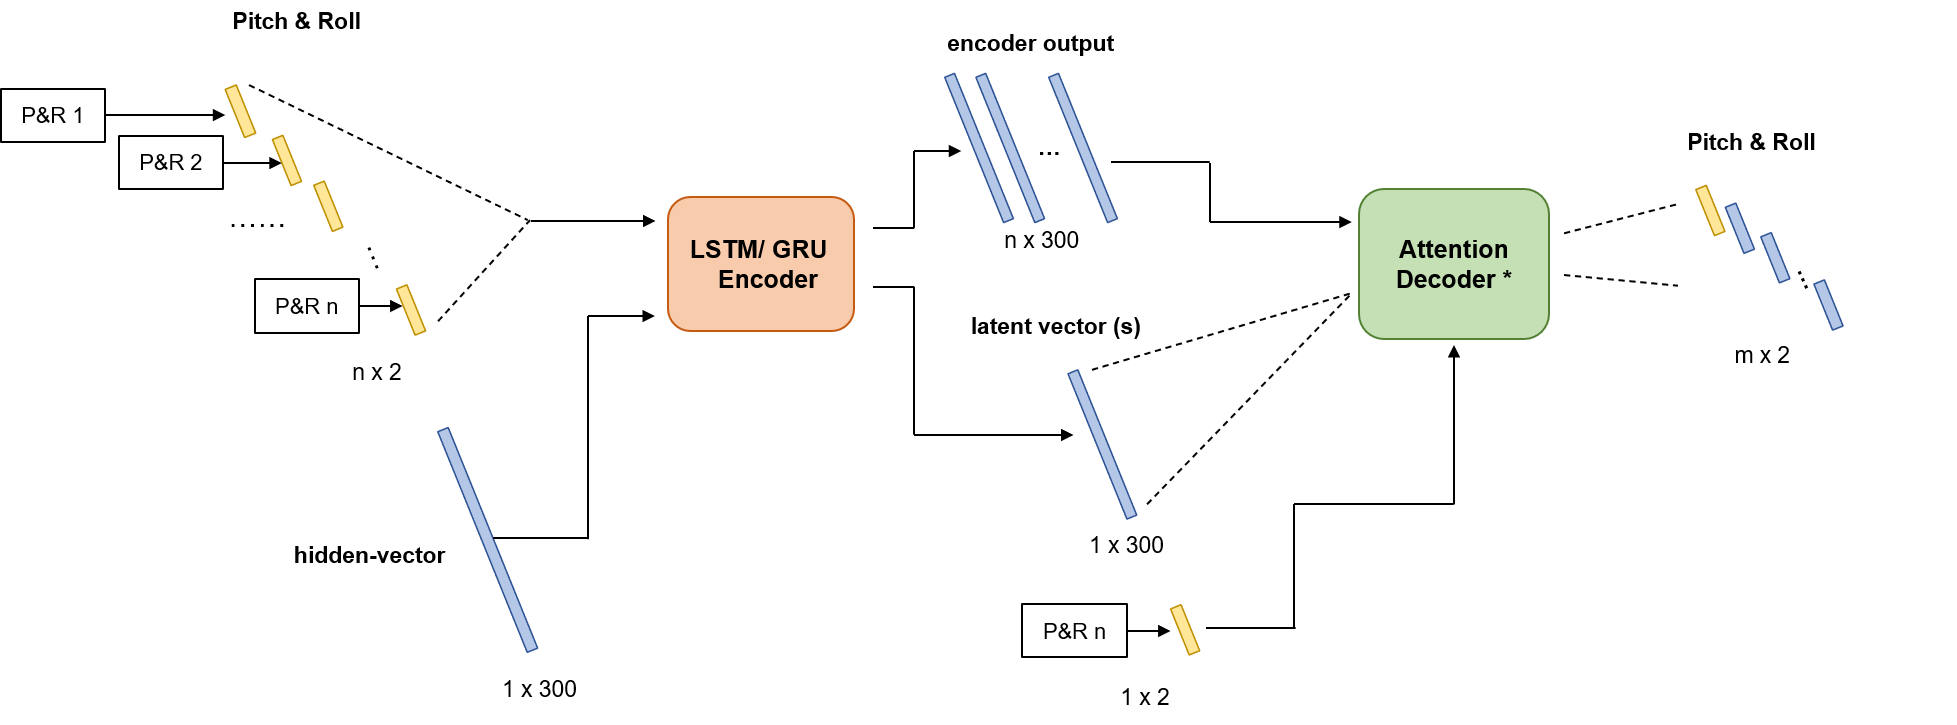 Pitch & Roll
P&R 1
P&R 2
......
P&R n
n x 2
hidden-vector
1 x 300
LSTM/ GRU
Encoder
encoder output
...
n x 300
latent vector (s)
1 x 300
P&R n
1 x 2
Attention
Decoder *
Pitch & Roll
m x 2